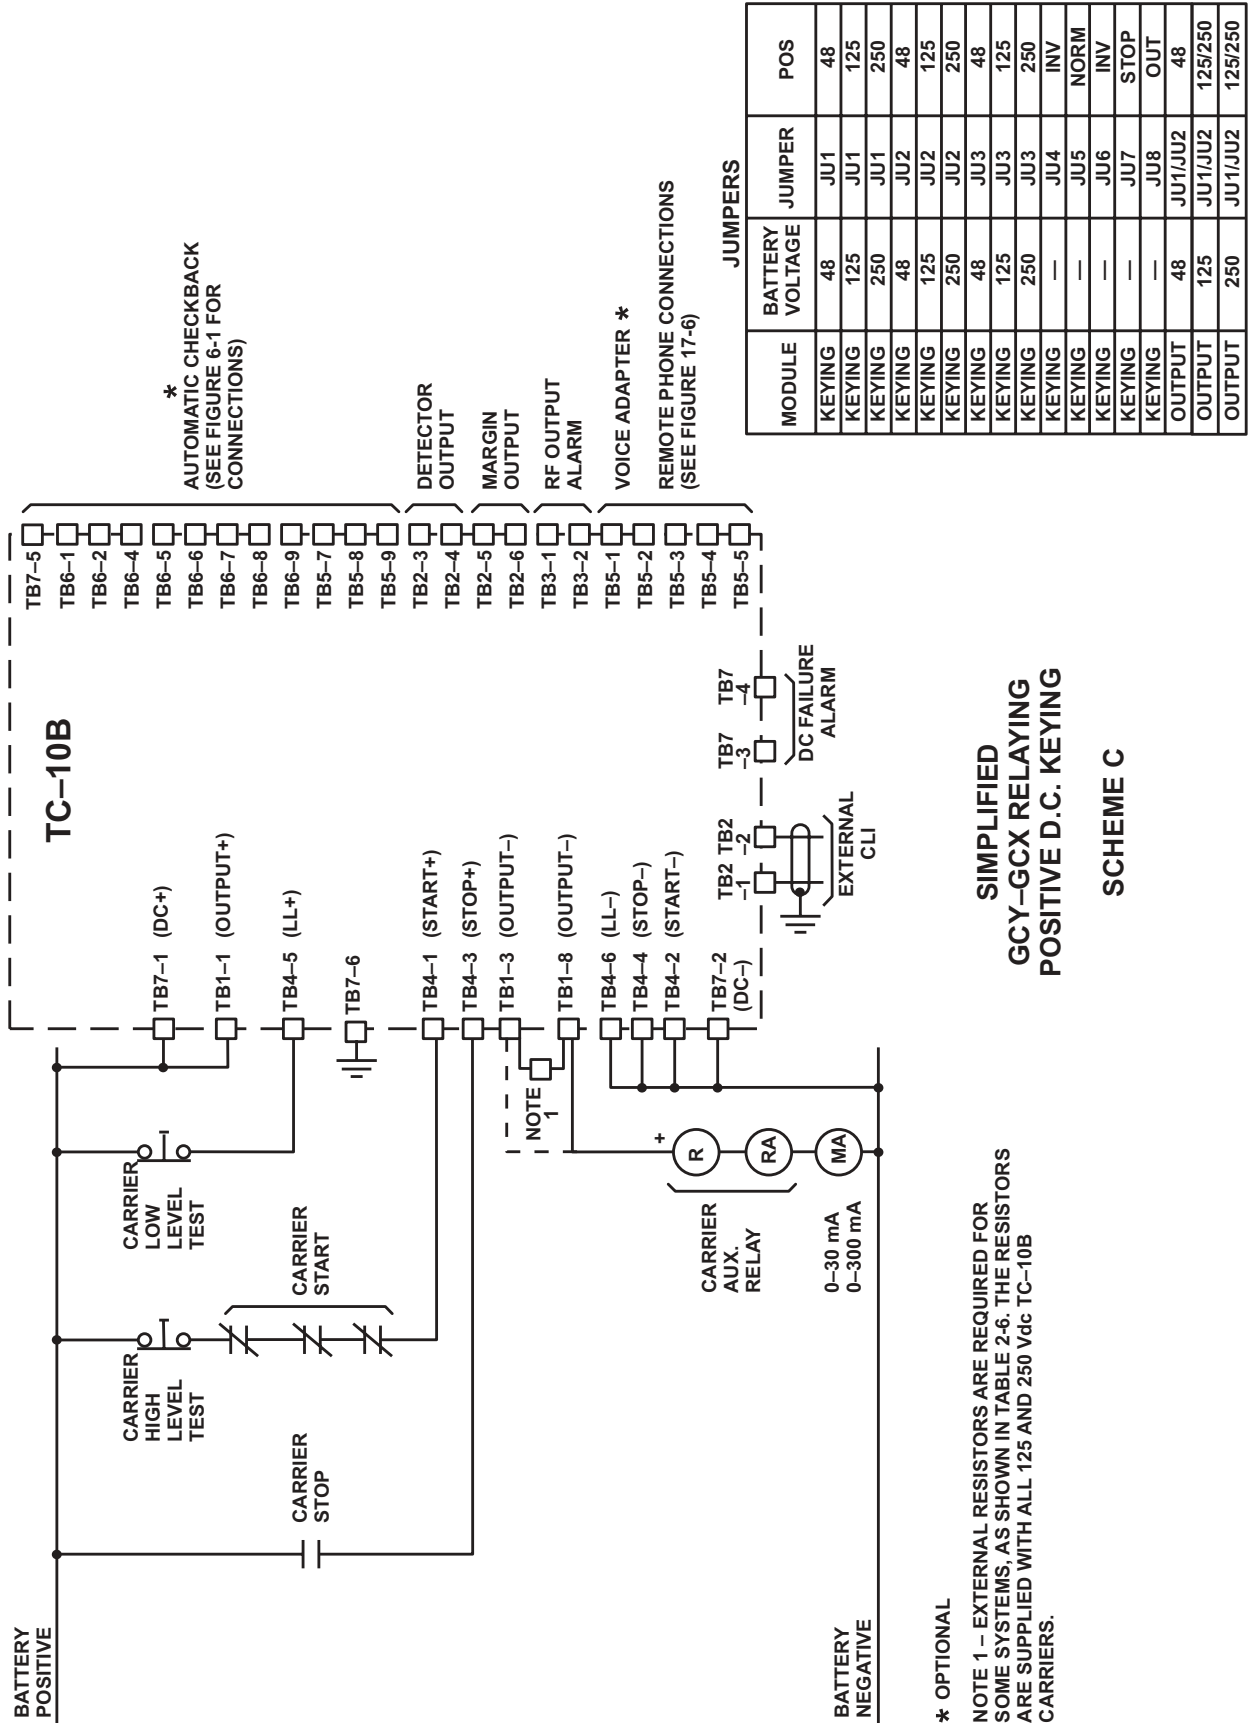 BATTERY
POSITIVE
CARRIER
STOP
CARRIER
HIGH
LEVEL
TEST
CARRIER
START
CARRIER
LOW
LEVEL
TEST
TC–10B
TB7–1 (DC+)
TB1–1 (OUTPUT+)
TB4–5 (LL+)
TB7–6
TB4–1 (START+)
TB4–3 (STOP+)
TB1–3 (OUTPUT–)
TB1–8 (OUTPUT–)
TB4–6 (LL–)
TB4–4 (STOP–)
TB4–2 (START–)
TB7–2
(DC–)
NOTE
1
+
R
RA
MA
CARRIER
AUX.
RELAY
0–30 mA
0–300 mA
BATTERY
NEGATIVE
TB2
–1
TB2
–2
EXTERNAL
CLI
TB7
–3
TB7
–4
DC FAILURE
ALARM
TB7–5
TB6–1
TB6–2
TB6–4
TB6–5
TB6–6
TB6–7
TB6–8
TB6–9
TB5–7
TB5–8
TB5–9
TB2–3
TB2–4
TB2–5
TB2–6
TB3–1
TB3–2
TB5–1
TB5–2
TB5–3
TB5–4
TB5–5
*
AUTOMATIC CHECKBACK
(SEE FIGURE 6-1 FOR
CONNECTIONS)
DETECTOR
OUTPUT
MARGIN
OUTPUT
RF OUTPUT
ALARM
VOICE ADAPTER *
REMOTE PHONE CONNECTIONS
(SEE FIGURE 17-6)
JUMPERS
MODULE BATTERY VOLTAGE JUMPER POS
KEYING 48 JU1 48
KEYING 125 JU1 125
KEYING 250 JU1 250
KEYING 48 JU2 48
KEYING 125 JU2 125
KEYING 250 JU2 250
KEYING 48 JU3 48
KEYING 125 JU3 125
KEYING 250 JU3 250
KEYING — JU4 INV
KEYING — JU5 NORM
KEYING — JU6 INV
KEYING — JU7 STOP
KEYING — JU8 OUT
OUTPUT 48 JU1/JU2 48
OUTPUT 125 JU1/JU2 125/250
OUTPUT 250 JU1/JU2 125/250
* OPTIONAL
NOTE 1 – EXTERNAL RESISTORS ARE REQUIRED FOR
SOME SYSTEMS, AS SHOWN IN TABLE 2-6. THE RESISTORS
ARE SUPPLIED WITH ALL 125 AND 250 Vdc TC–10B
CARRIERS.
SIMPLIFIED
GCY–GCX RELAYING
POSITIVE D.C. KEYING
SCHEME C